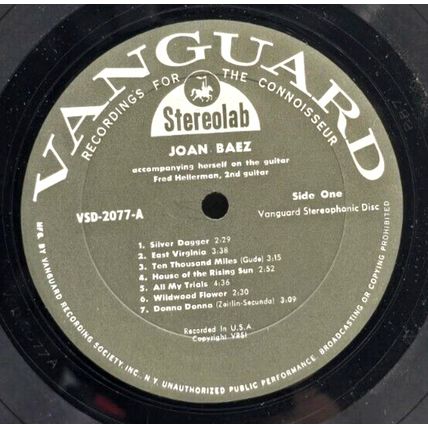 VANGUARD
RECORDINGS FOR THE CONNOISSEUR
Stereolab
JOAN BAEZ
accompanying herself on the guitar
Fred Hellerman, 2nd guitar
Side One
VSD-2077-A
Vanguard Stereophonic Disc
1. Silver Dagger 2:29
2. East Virginia 3:38
3. Ten Thousand Miles (Gude) 3:15
4. House of the Rising Sun 2:52
5. All My Trials 4:36
6. Wildwood Flower 2:30
7. Donna Donna (Zeitlin-Secunda) 3:09
Recorded In U.S.A
Copyright VRSI
MFG. BY VANGUARD RECORDING SOCIETY, INC., N.Y. UNAUTHORIZED PUBLIC PERFORMANCE, BROADCASTING OR COPYING PROHIBITED